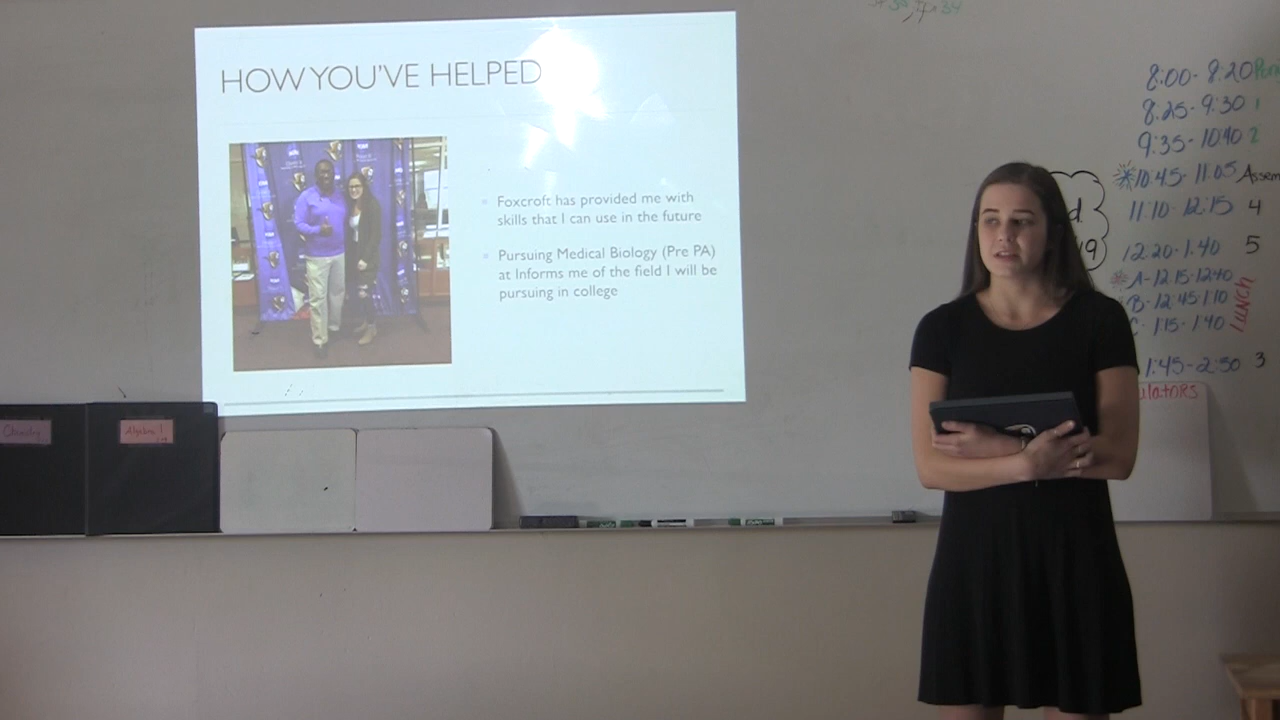 HOW YOU'VE HELPED
Foxcroft has provided me with
skills that I can use in the future
Pursuing Medical Biology (Pre PA)
at Informs me of the field I will be
pursuing in college
8:00 - 8:20
8:25 - 9:30 1
9:35 - 10:40 2
10:45 - 11:05 Assem
11:10 - 12:15 4
12:20 - 1:40 5
A - 12:15 - 12:40
B - 12:45 - 1:10
C - 1:15 - 1:40
LUNCH
1:45 - 2:50 3
ulators
d
19
Chemistry
Algebra 1